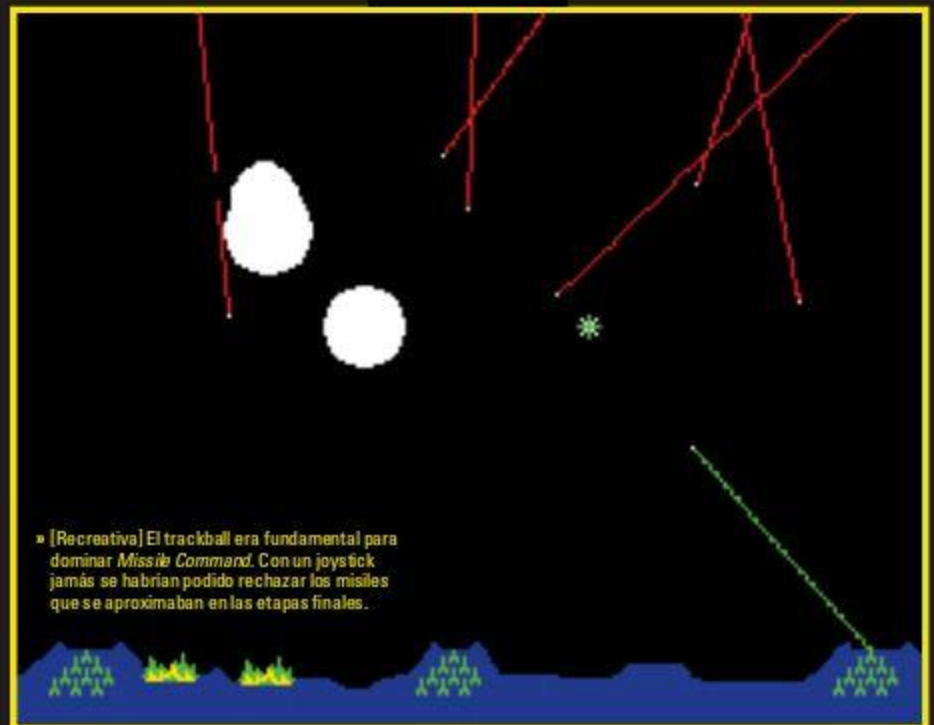 » [Recreativa] El trackball era fundamental para
dominar Missile Command. Con un joystick
jamás se habrían podido rechazar los misiles
que se aproximaban en las etapas finales.